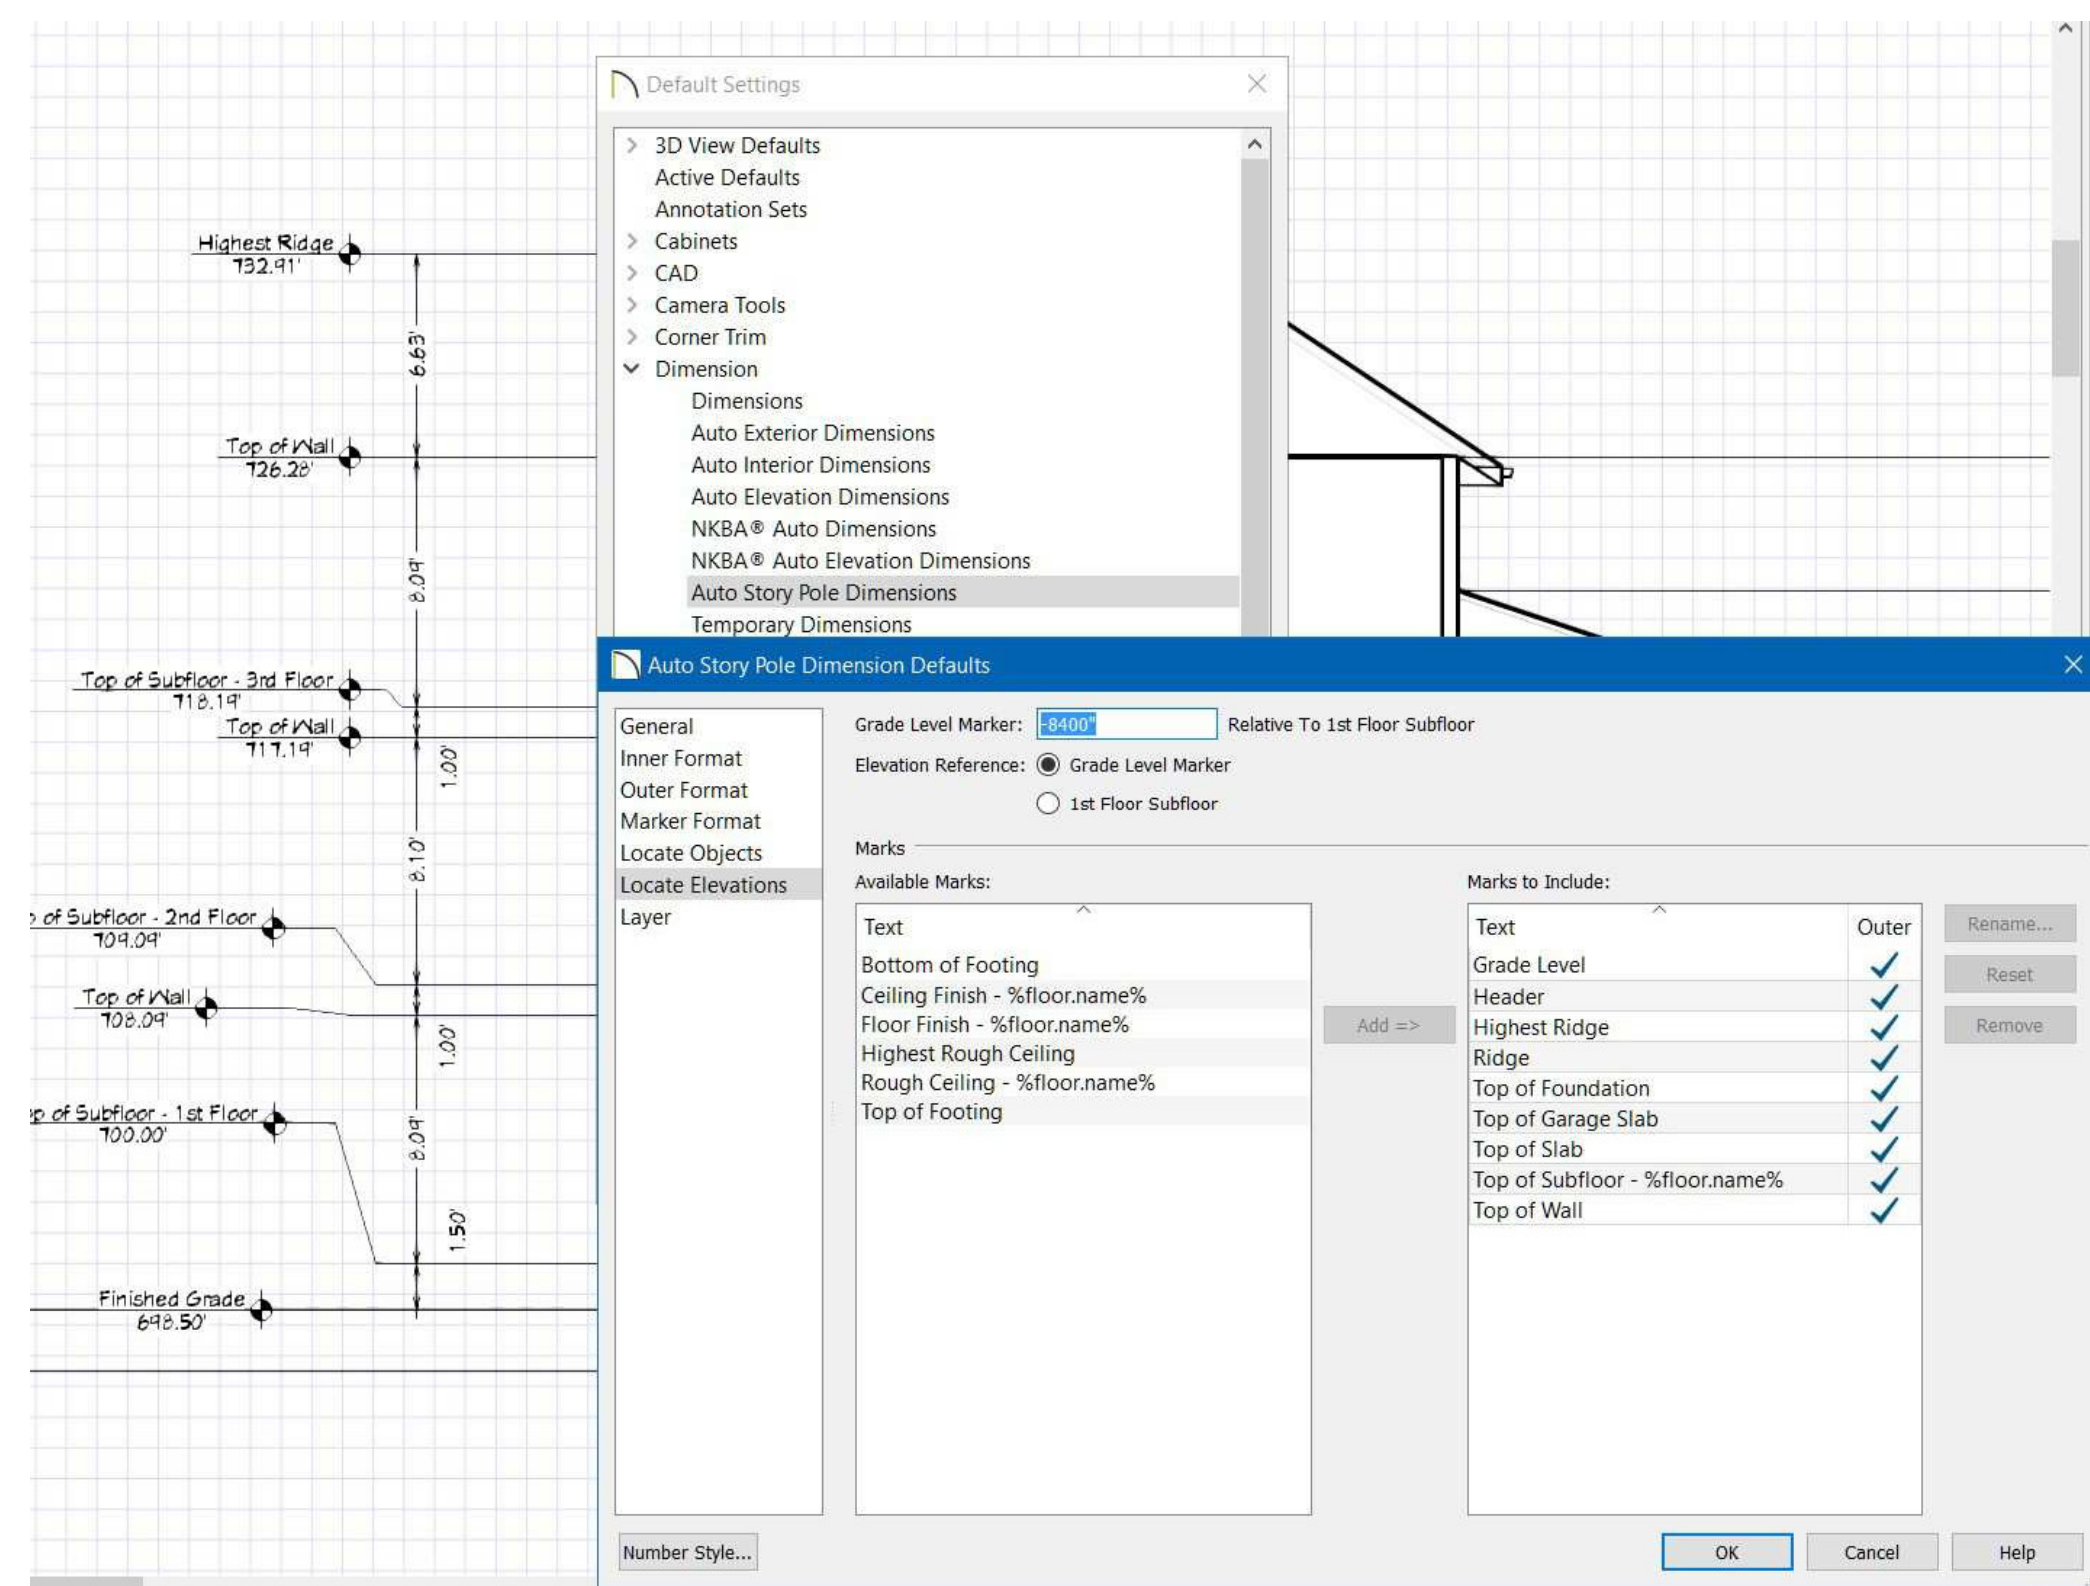 Default Settings
3D View Defaults
Active Defaults
Annotation Sets
Cabinets
CAD
Camera Tools
Corner Trim
Dimension
Dimensions
Auto Exterior Dimensions
Auto Interior Dimensions
Auto Elevation Dimensions
NKBA® Auto Dimensions
NKBA® Auto Elevation Dimensions
Auto Story Pole Dimensions
Temporary Dimensions
Highest Ridge
732.91'
6.63'
Top of Wall
726.28'
8.09'
Top of Subfloor - 3rd Floor
718.19'
Top of Wall
717.19'
1.00'
8.10'
of Subfloor - 2nd Floor
709.09'
Top of Wall
708.09'
1.00'
of Subfloor - 1st Floor
700.00'
8.09'
1.50'
Finished Grade
698.50'
Auto Story Pole Dimension Defaults
General
Inner Format
Outer Format
Marker Format
Locate Objects
Locate Elevations
Layer
Grade Level Marker: -8400" Relative To 1st Floor Subfloor
Elevation Reference: Grade Level Marker
1st Floor Subfloor
Marks
Available Marks:
Text
Bottom of Footing
Ceiling Finish - %floor.name%
Floor Finish - %floor.name%
Highest Rough Ceiling
Rough Ceiling - %floor.name%
Top of Footing
Add =>
Marks to Include:
Text Outer
Grade Level
Header
Highest Ridge
Ridge
Top of Foundation
Top of Garage Slab
Top of Slab
Top of Subfloor - %floor.name%
Top of Wall
Rename...
Reset
Remove
Number Style...
OK Cancel Help